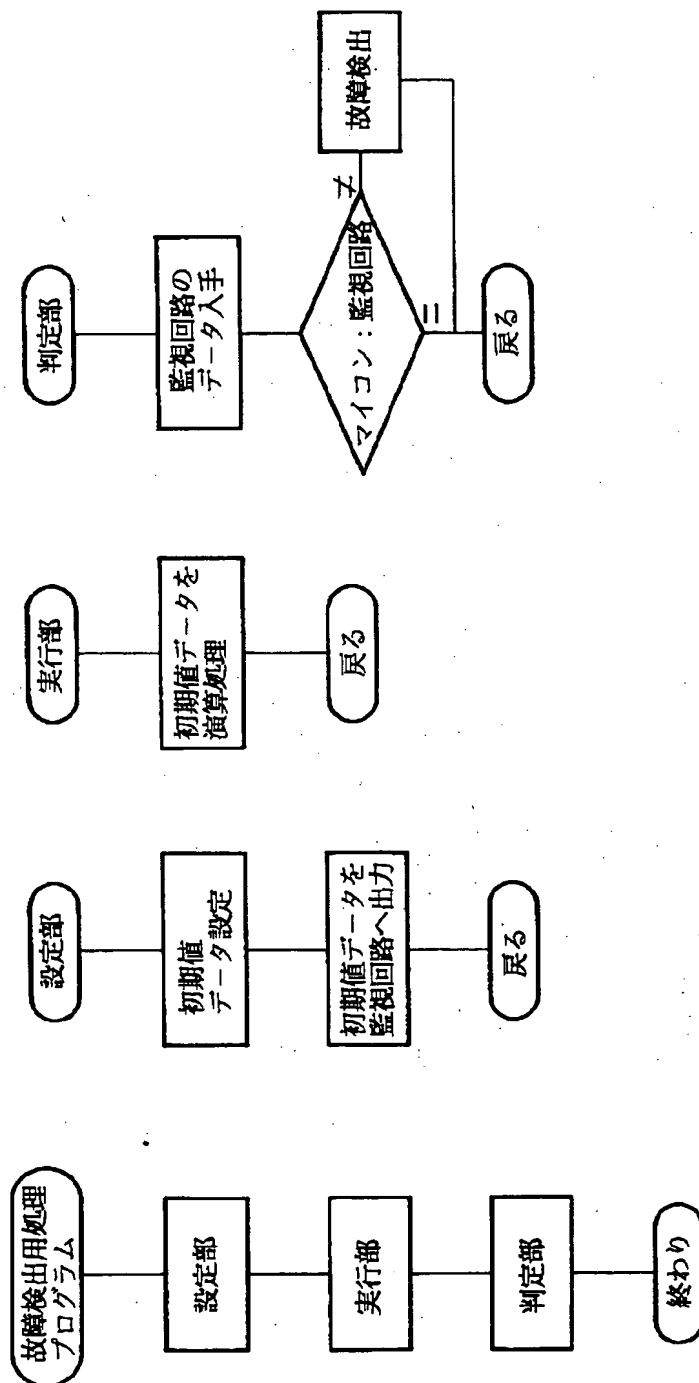 故障検出用処理
プログラム
設定部
実行部
判定部
終わり
設定部
初期値
データ設定
初期値データを
監視回路へ出力
戻る
実行部
初期値データを
演算処理
戻る
判定部
監視回路の
データ入手
マイコン：監視回路
≠
故障検出
=
戻る